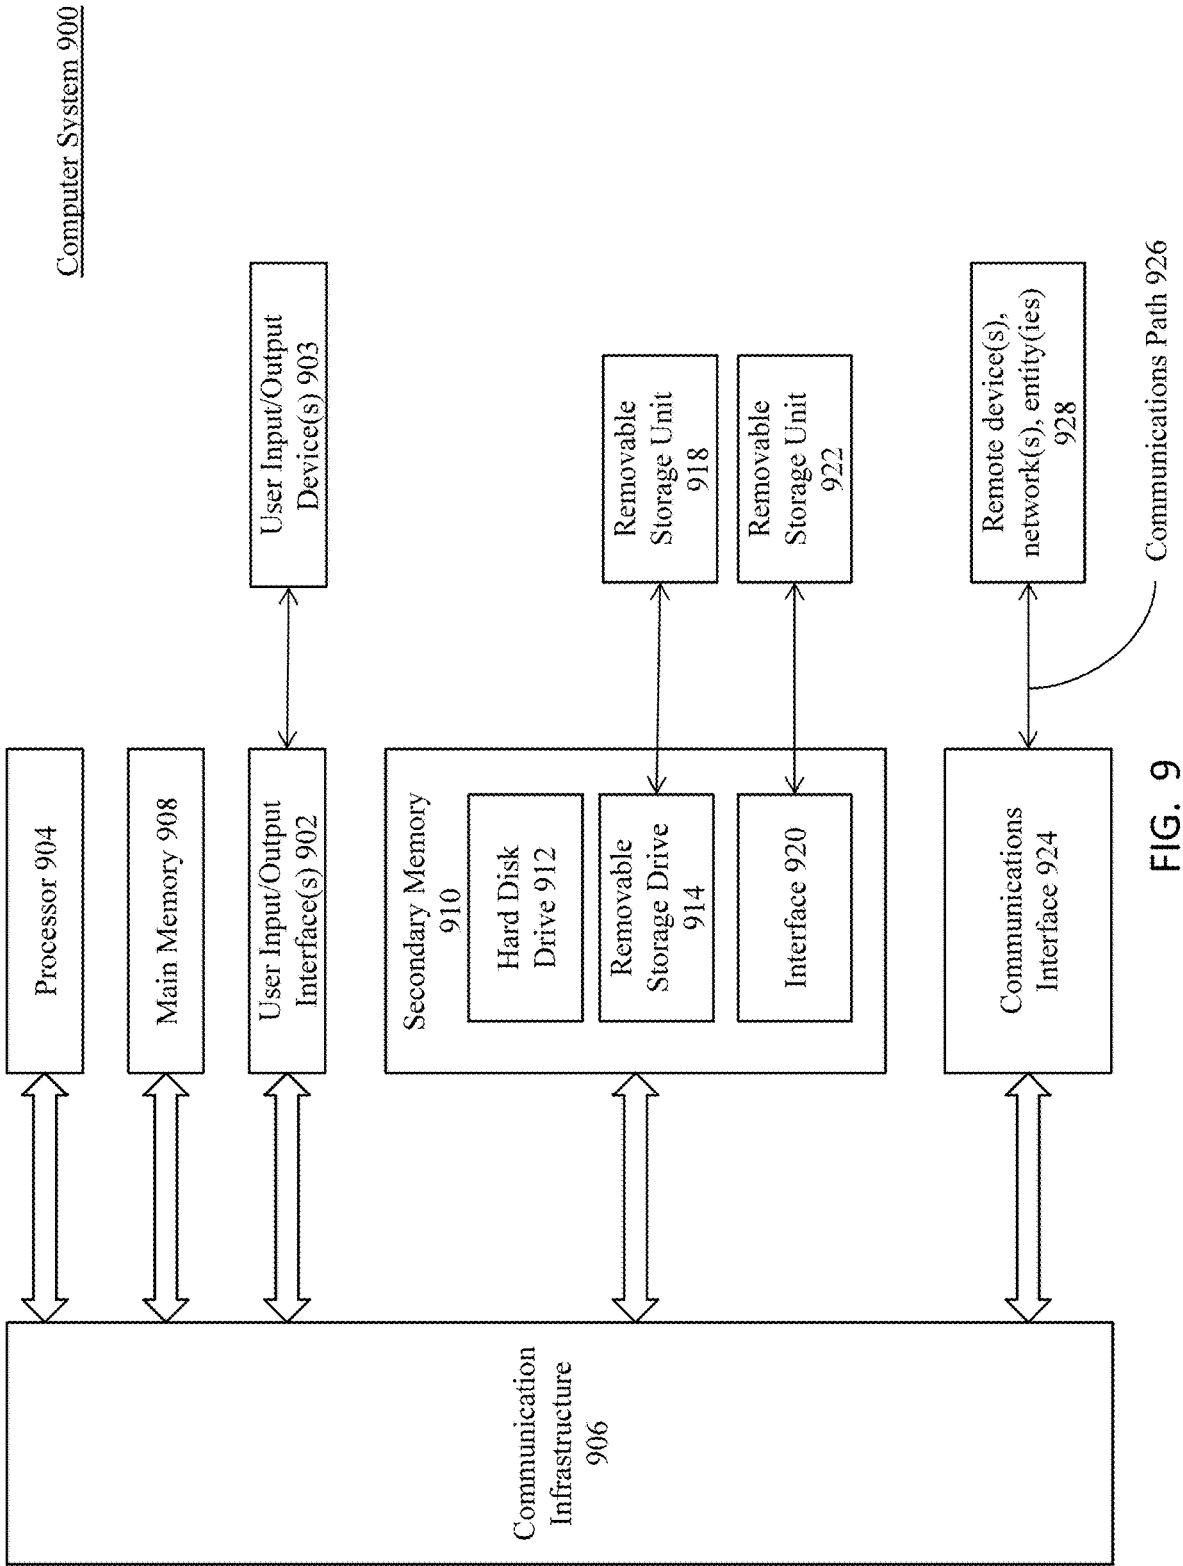 Computer System 900
Processor 904
Main Memory 908
User Input/Output
Interface(s) 902
User Input/Output
Device(s) 903
Secondary Memory
910
Hard Disk
Drive 912
Removable
Storage Drive
914
Removable
Storage Unit
918
Interface 920
Removable
Storage Unit
922
Communications
Interface 924
Remote device(s),
network(s), entity(ies)
928
Communications Path 926
Communication
Infrastructure
906
FIG. 9